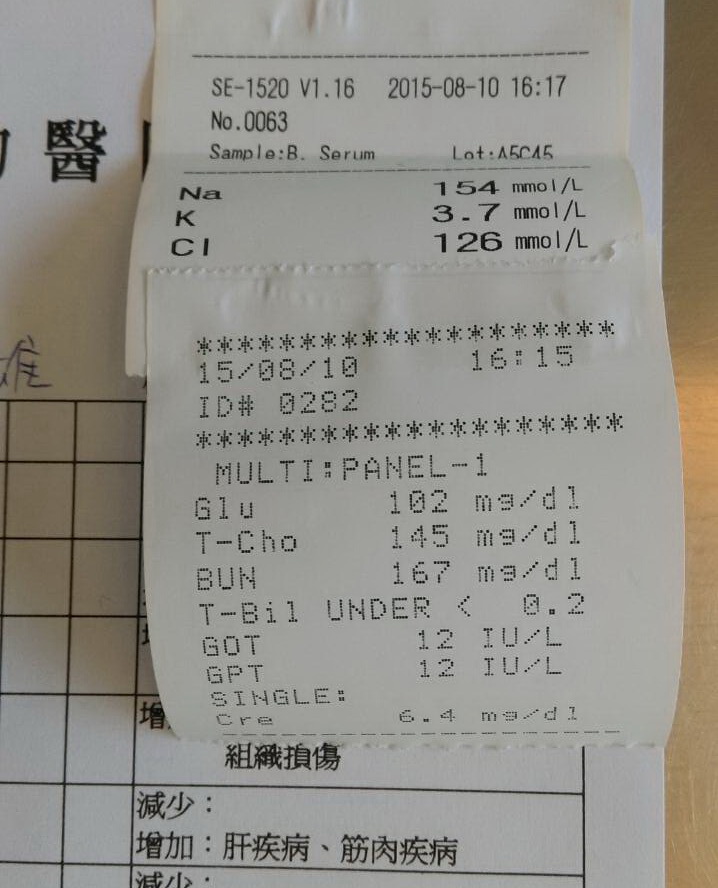 醫
SE-1520 V1.16 2015-08-10 16:17
No.0063
Sample:B. Serum Lot:A5C45
Na 154 mmol/L
K 3.7 mmol/L
Cl 126 mmol/L
*********************
15/08/10 16:15
ID# 0282
*********************
MULTI:PANEL-1
Glu 102 mg/dl
T-Cho 145 mg/dl
BUN 167 mg/dl
T-Bil UNDER < 0.2
GOT 12 IU/L
GPT 12 IU/L
SINGLE:
Cre 6.4 mg/dl
增
組織損傷
減少：
增加：肝疾病、筋肉疾病
減少：